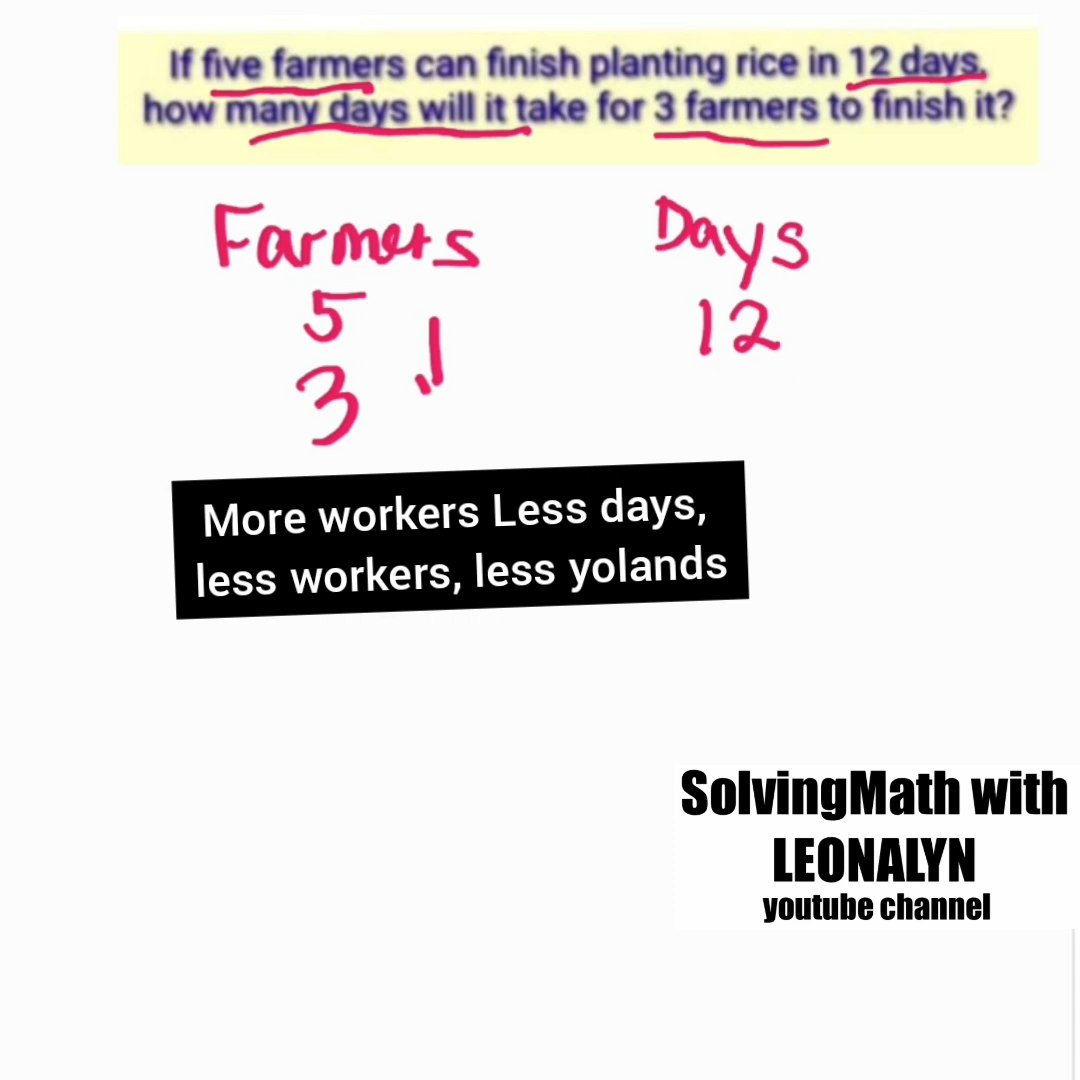 If five farmers can finish planting rice in 12 days,
how many days will it take for 3 farmers to finish it?
Farmers Days
5 12
3
More workers Less days,
less workers, less yolands
SolvingMath with
LEONALYN
youtube channel